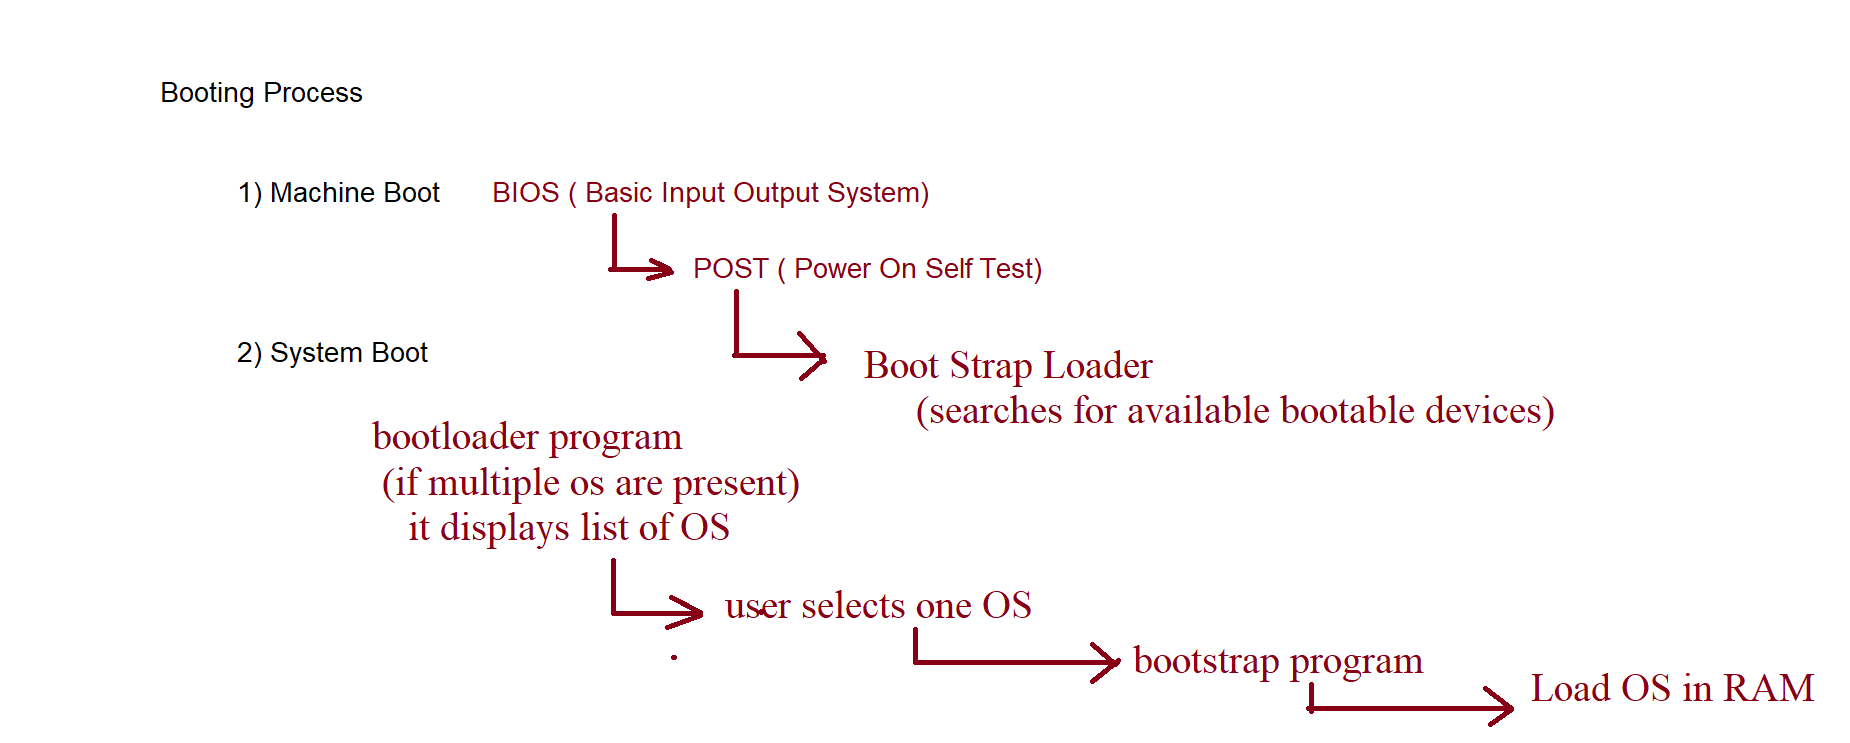 Booting Process
1) Machine Boot BIOS ( Basic Input Output System)
POST ( Power On Self Test)
2) System Boot
Boot Strap Loader
(searches for available bootable devices)
bootloader program
(if multiple os are present)
it displays list of OS
user selects one OS
bootstrap program
Load OS in RAM